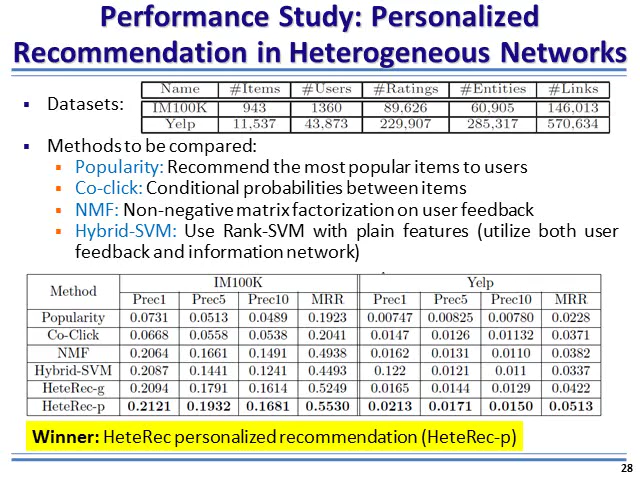 Performance Study: Personalized
Recommendation in Heterogeneous Networks
Datasets:
Name #Items #Users #Ratings #Entities #Links
IM100K 943 1360 89,626 60,905 146,013
Yelp 11,537 43,873 229,907 285,317 570,634
Methods to be compared:
Popularity: Recommend the most popular items to users
Co-click: Conditional probabilities between items
NMF: Non-negative matrix factorization on user feedback
Hybrid-SVM: Use Rank-SVM with plain features (utilize both user
feedback and information network)
Method IM100K Yelp
Prec1 Prec5 Prec10 MRR Prec1 Prec5 Prec10 MRR
Popularity 0.0731 0.0513 0.0489 0.1923 0.00747 0.00825 0.00780 0.0228
Co-Click 0.0668 0.0558 0.0538 0.2041 0.0147 0.0126 0.01132 0.0371
NMF 0.2064 0.1661 0.1491 0.4938 0.0162 0.0131 0.0110 0.0382
Hybrid-SVM 0.2087 0.1441 0.1241 0.4493 0.122 0.0121 0.011 0.0337
HeteRec-g 0.2094 0.1791 0.1614 0.5249 0.0165 0.0144 0.0129 0.0422
HeteRec-p 0.2121 0.1932 0.1681 0.5530 0.0213 0.0171 0.0150 0.0513
Winner: HeteRec personalized recommendation (HeteRec-p)
28